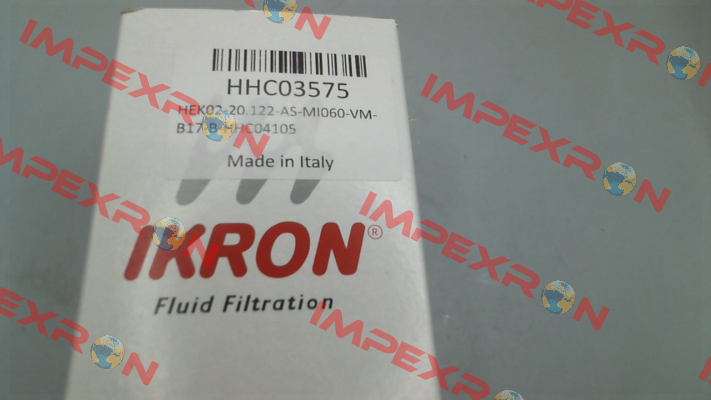 HHC03575
HEK02-20.122-AS-MI060-VM-
B17-B-HHC04105
Made in Italy
IKRON®
Fluid Filtration
IMPEXRON
IMPEXRON
IMPEXRON
IMPEXRON
IMPEXRON
IMPEXRON